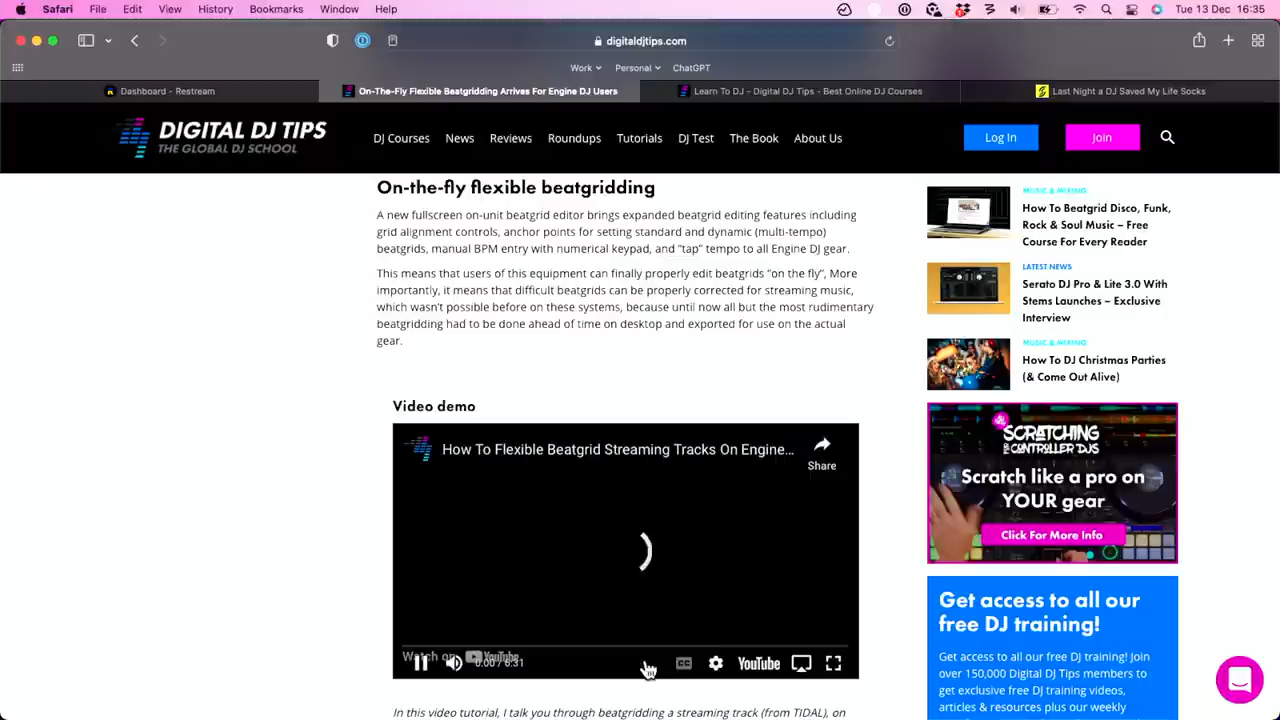 Safari File Edit View History Bookmarks Window Help
Tue 13 Dec 16:35
digitaldjtips.com
Work Personal ChatGPT
Dashboard - Restream
On-The-Fly Flexible Beatgridding Arrives For Engine DJ Users
Learn To DJ - Digital DJ Tips - Best Online DJ Courses
Last Night a DJ Saved My Life Socks
DIGITAL DJ TIPS
THE GLOBAL DJ SCHOOL
DJ Courses News Reviews Roundups Tutorials DJ Test The Book About Us
Log In
Join
On-the-fly flexible beatgridding
A new fullscreen on-unit beatgrid editor brings expanded beatgrid editing features including
grid alignment controls, anchor points for setting standard and dynamic (multi-tempo)
beatgrids, manual BPM entry with numerical keypad, and "tap" tempo to all Engine DJ gear.
This means that users of this equipment can finally properly edit beatgrids "on the fly", More
importantly, it means that difficult beatgrids can be properly corrected for streaming music,
which wasn't possible before on these systems, because until now all but the most rudimentary
beatgridding had to be done ahead of time on desktop and exported for use on the actual
gear.
Video demo
How To Flexible Beatgrid Streaming Tracks On Engine...
Share
Watch on YouTube
0:00 / 6:31
CC
YouTube
In this video tutorial, I talk you through beatgridding a streaming track (from TIDAL), on
MUSIC & MIXING
How To Beatgrid Disco, Funk,
Rock & Soul Music – Free
Course For Every Reader
LATEST NEWS
Serato DJ Pro & Lite 3.0 With
Stems Launches – Exclusive
Interview
MUSIC & MIXING
How To DJ Christmas Parties
(& Come Out Alive)
SCRATCHING
CONTROLLER DJS
Scratch like a pro on
YOUR gear
Click For More Info
Get access to all our
free DJ training!
Get access to all our free DJ training! Join
over 150,000 Digital DJ Tips members to
get exclusive free DJ training videos,
articles & resources plus our weekly